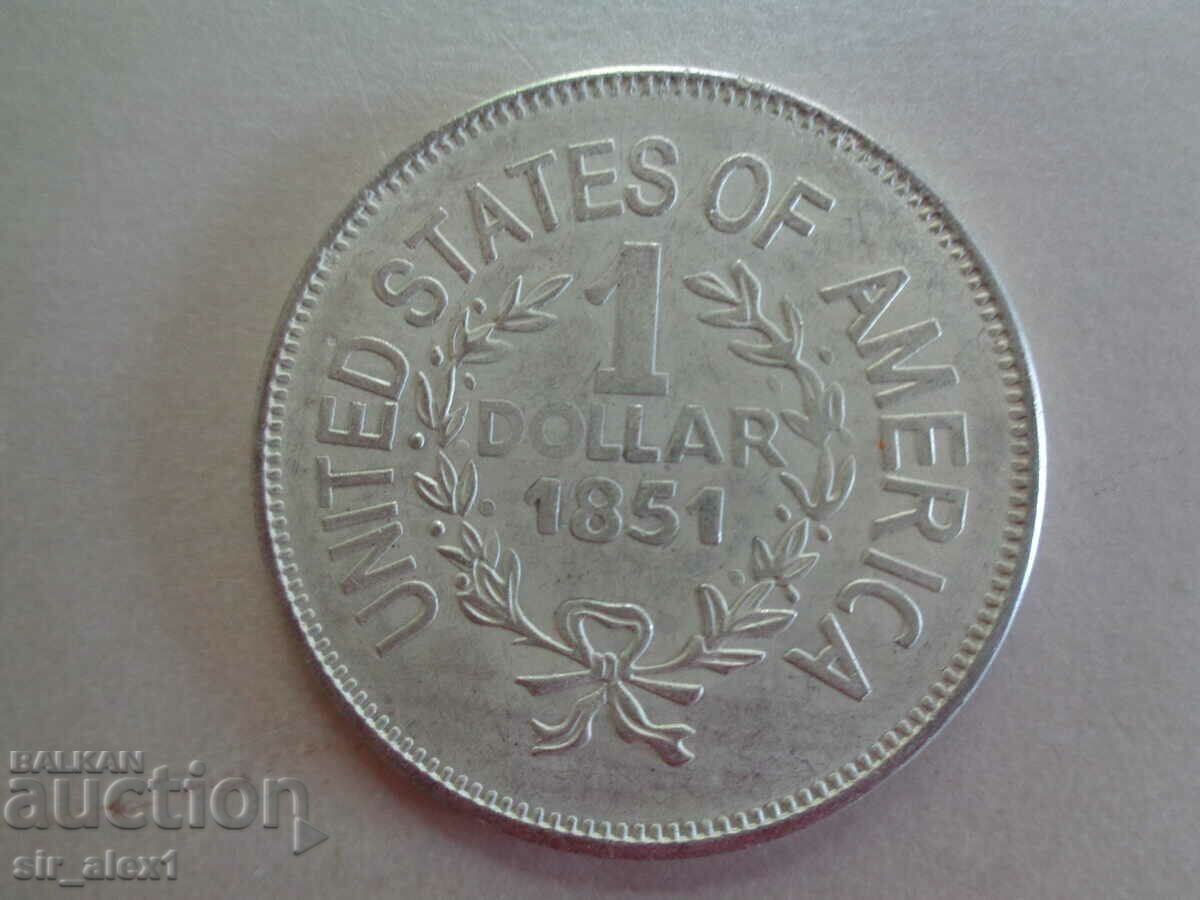 UNITED STATES OF AMERICA
1
DOLLAR
1851
BALKAN
auction
sir_alex1